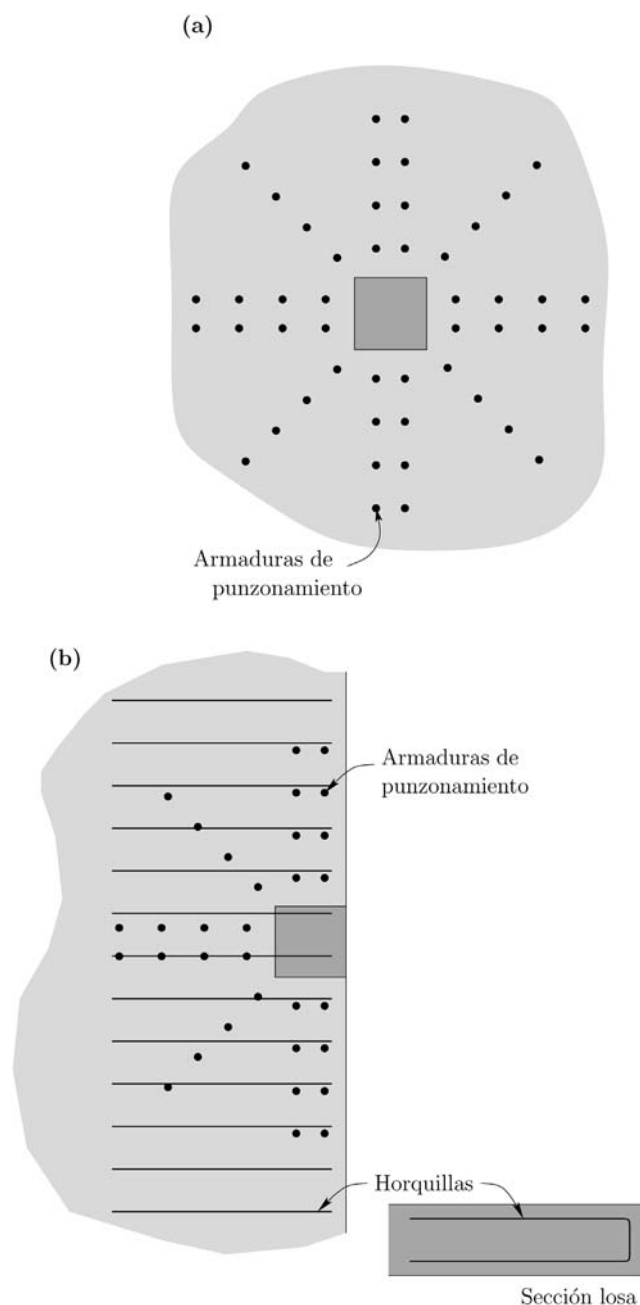 (a)
Armaduras de
punzonamiento
(b)
Armaduras de
punzonamiento
Horquillas
Sección losa